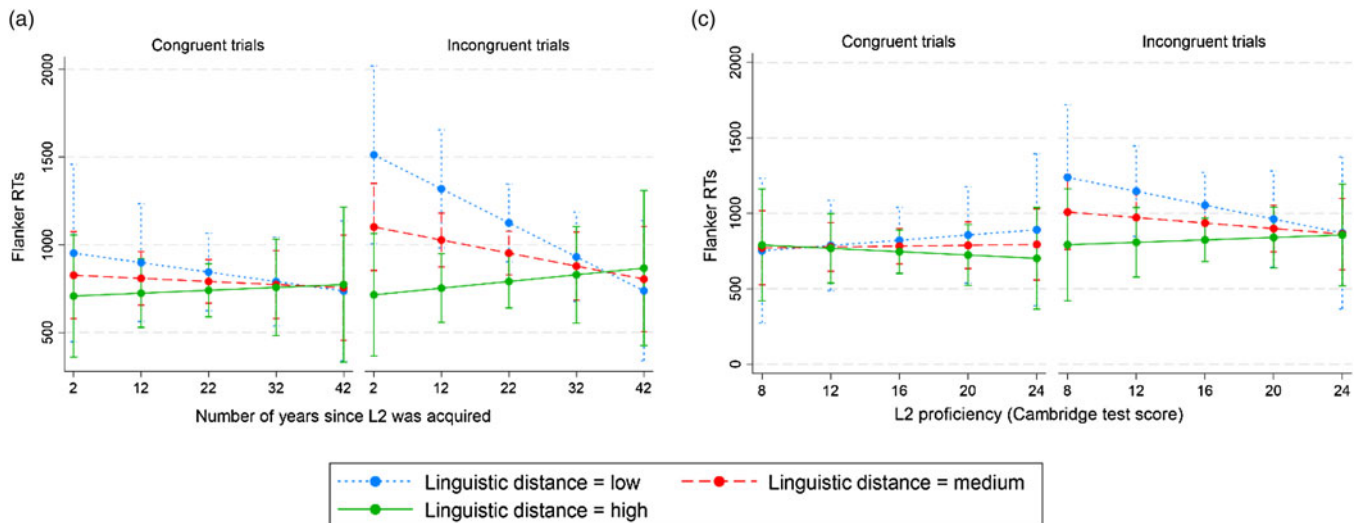 (a)
Congruent trials
Incongruent trials
Flanker RTs
2000
1500
1000
500
2 12 22 32 42 2 12 22 32 42
Number of years since L2 was acquired
(c)
Congruent trials
Incongruent trials
Flanker RTs
2000
1500
1000
500
0
8 12 16 20 24 8 12 16 20 24
L2 proficiency (Cambridge test score)
Linguistic distance = low
Linguistic distance = medium
Linguistic distance = high